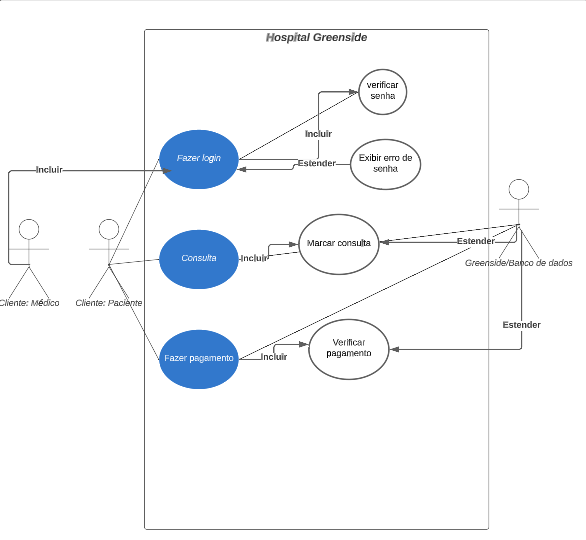 Hospital Greenside
verificar
senha
Incluir
Fazer login
Estender
Exibir erro de
senha
Incluir
Consulta
Incluir
Marcar consulta
Estender
Greenside/Banco de dados
Cliente: Médico
Cliente: Paciente
Estender
Fazer pagamento
Incluir
Verificar
pagamento